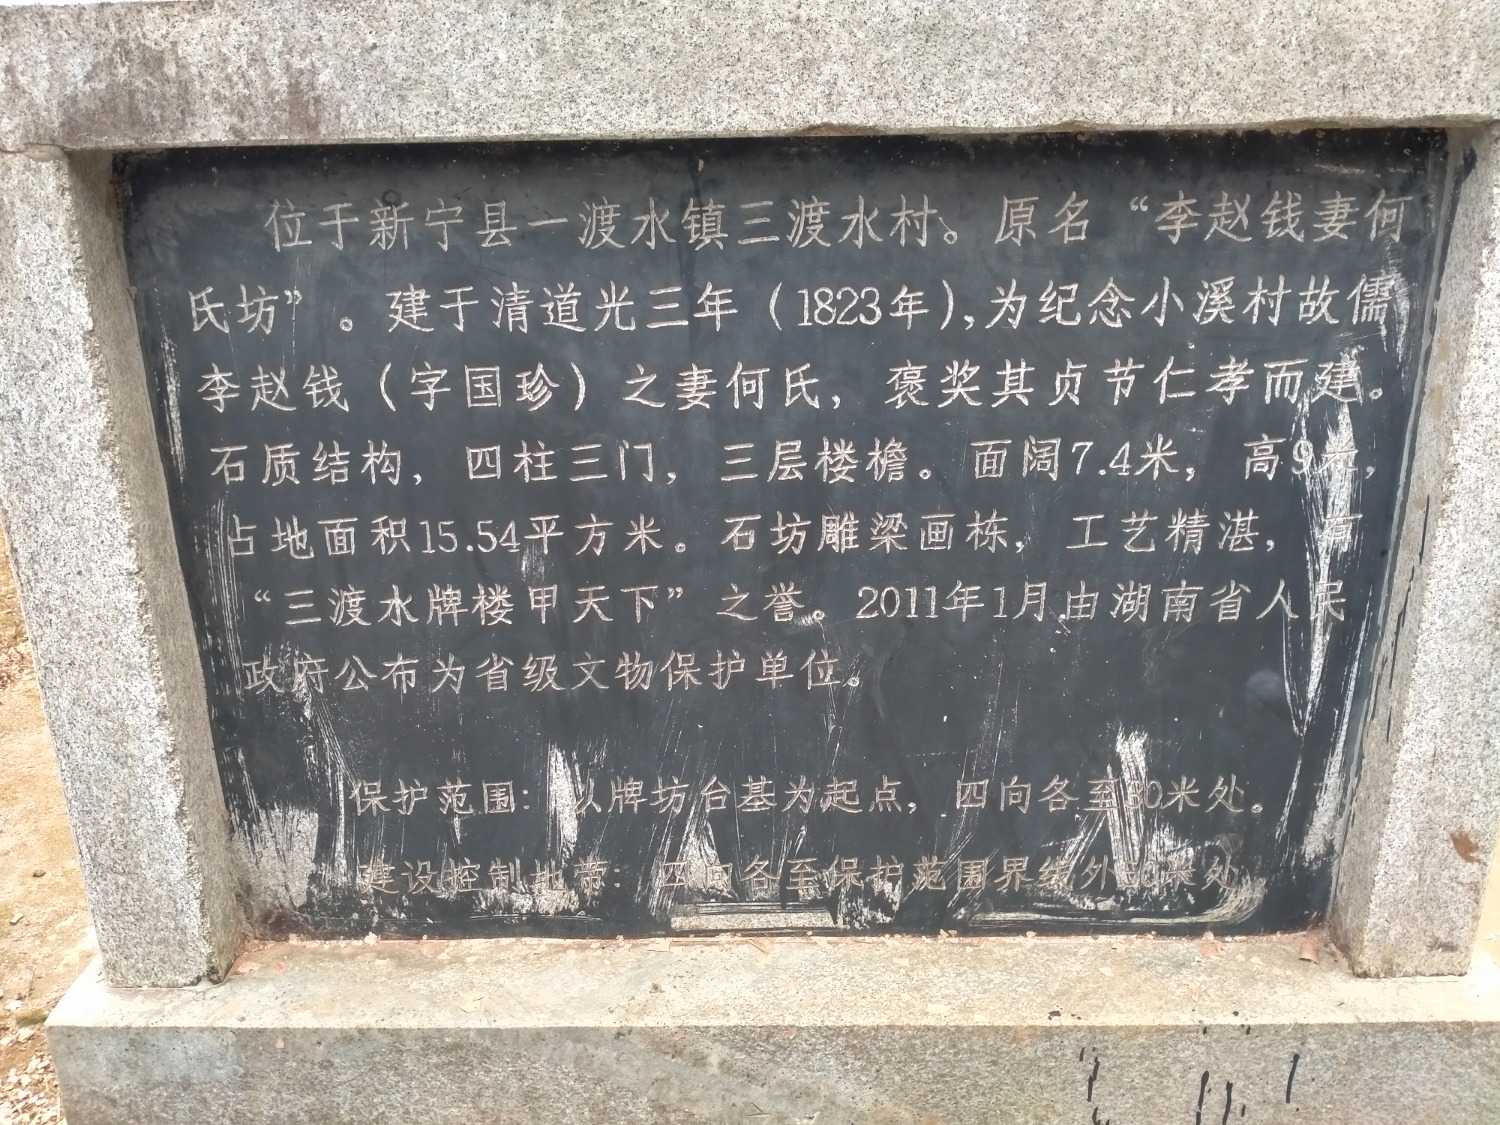 位于新宁县一渡水镇三渡水村。原名“李赵钱妻何
氏坊”。建于清道光三年（1823年），为纪念小溪村故儒
李赵钱（字国珍）之妻何氏，褒奖其贞节仁孝而建。
石质结构，四柱三门，三层楼檐。面阔7.4米，高9米，
占地面积15.54平方米。石坊雕梁画栋，工艺精湛，有
“三渡水牌楼甲天下”之誉。2011年1月由湖南省人民
政府公布为省级文物保护单位。
保护范围：以牌坊台基为起点，四向各至30米处。
建设控制地带：四向各至保护范围界线外 米处